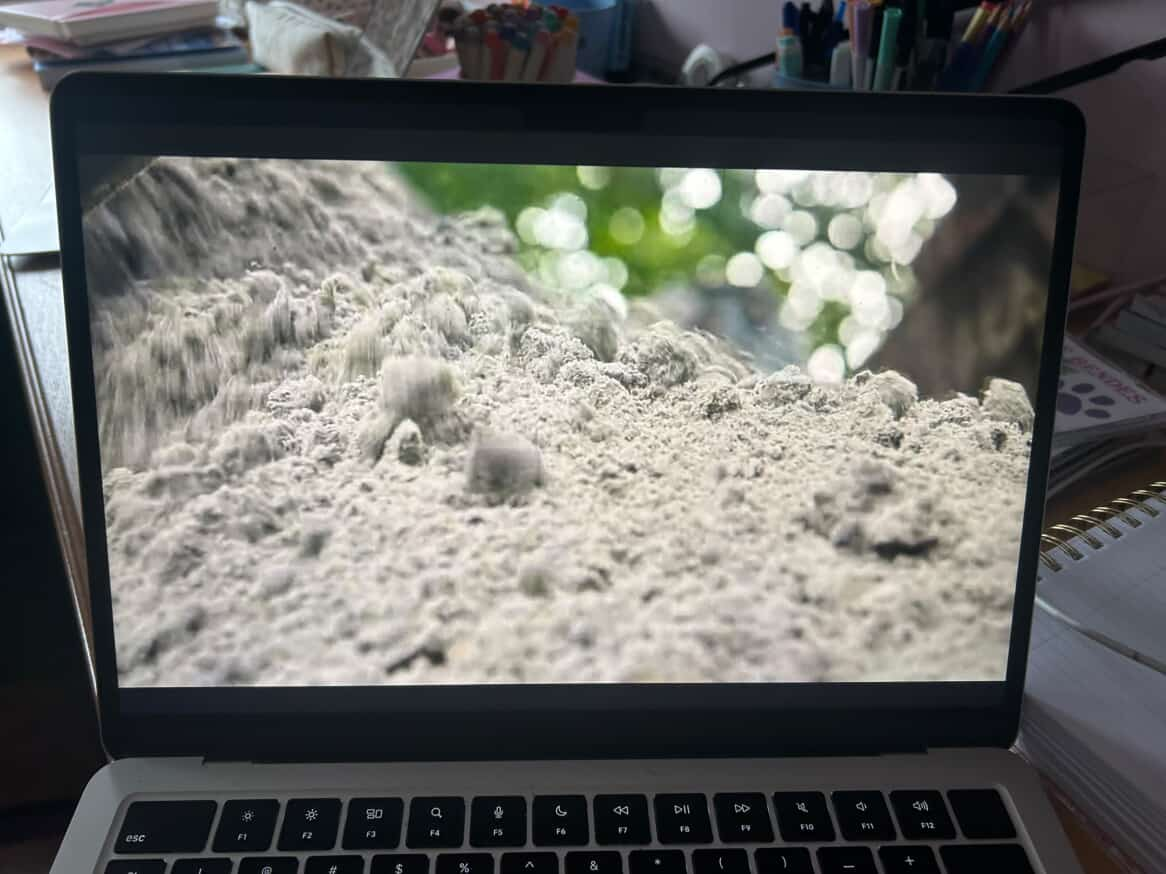 esc
F1
F2
F3
F4
F5
F6
F7
F8
F9
F10
F11
F12
! @ # $ % ^ & * ( ) _ +